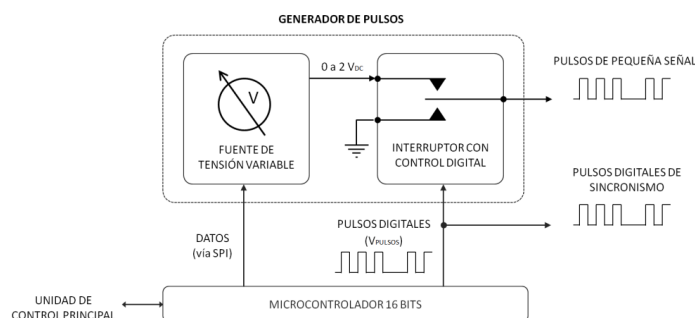 GENERADOR DE PULSOS
0 a 2 VDC
PULSOS DE PEQUEÑA SEÑAL
V
FUENTE DE
TENSIÓN VARIABLE
INTERRUPTOR CON
CONTROL DIGITAL
PULSOS DIGITALES DE
SINCRONISMO
DATOS
(vía SPI)
PULSOS DIGITALES
(VPULSOS)
UNIDAD DE
CONTROL PRINCIPAL
MICROCONTROLADOR 16 BITS